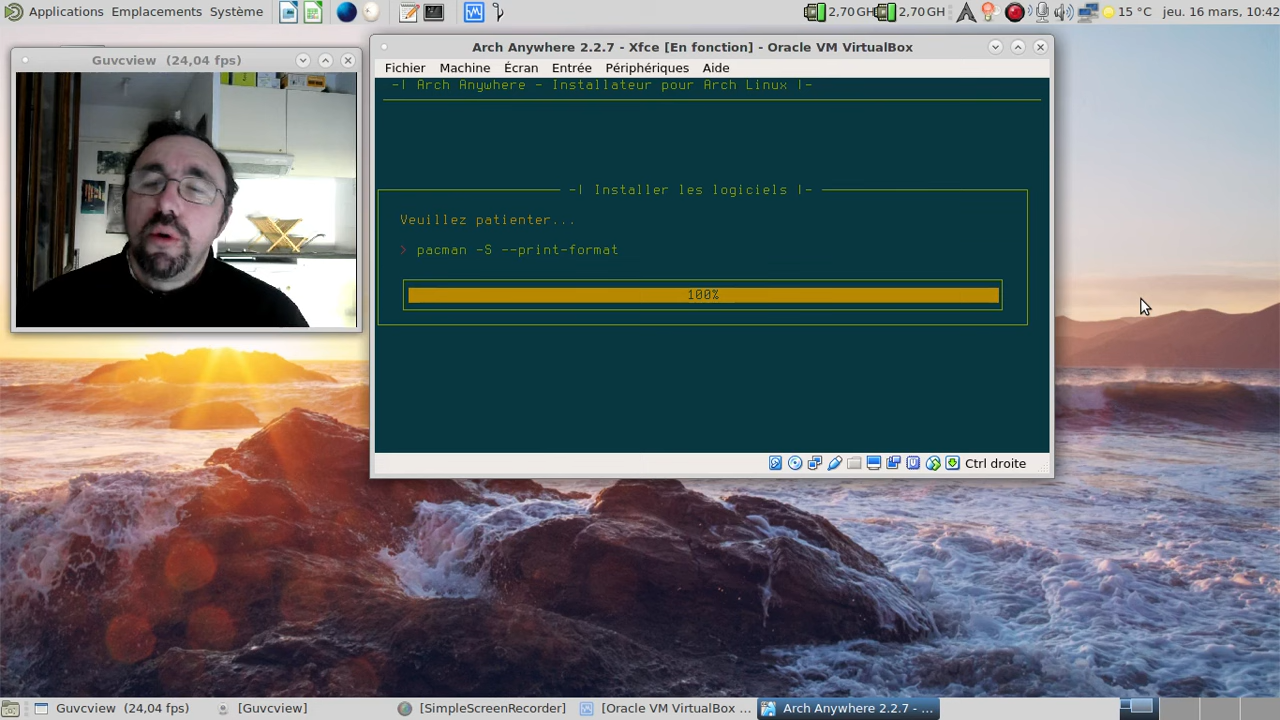 Applications Emplacements Système 2,70 GH 2,70 GH 15 °C jeu. 16 mars, 10:42
Guvcview (24,04 fps)
Arch Anywhere 2.2.7 - Xfce [En fonction] - Oracle VM VirtualBox
Fichier Machine Écran Entrée Périphériques Aide
-| Arch Anywhere - Installateur pour Arch Linux |-
-| Installer les logiciels |-
Veuillez patienter...
> pacman -S --print-format
100%
Ctrl droite
Guvcview (24,04 fps) [Guvcview] [SimpleScreenRecorder] [Oracle VM VirtualBox ... Arch Anywhere 2.2.7 - ...